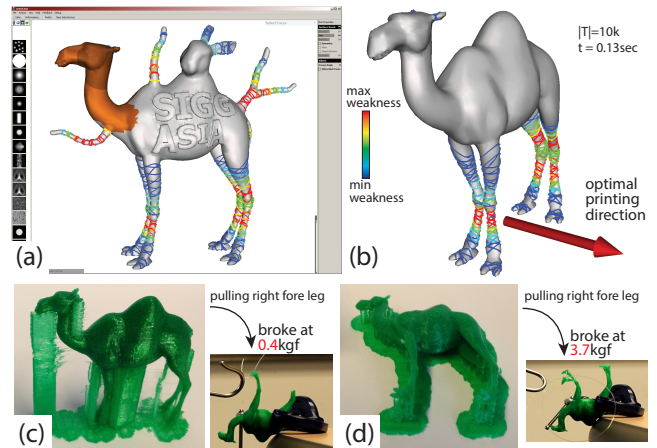 SIGG
ASIA
(a)
|T|=10k
t = 0.13sec
max
weakness
min
weakness
optimal
printing
direction
(b)
pulling right fore leg
broke at
0.4kgf
(c)
pulling right fore leg
broke at
3.7kgf
(d)